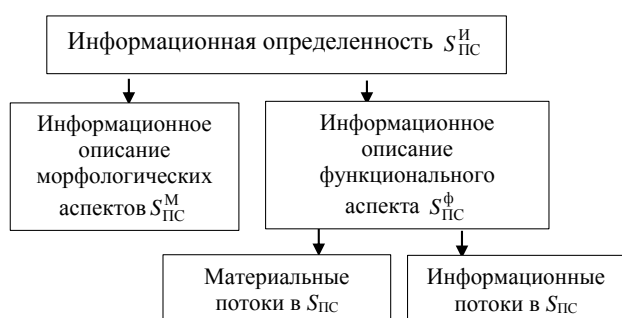 Информационная определенность S^И_ПС
Информационное
описание
морфологических
аспектов S^М_ПС
Информационное
описание
функционального
аспекта S^ф_ПС
Материальные
потоки в S_ПС
Информационные
потоки в S_ПС